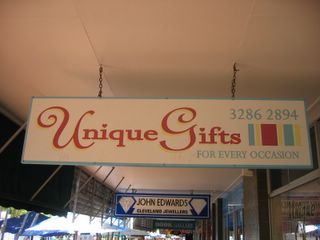 Unique Gifts
3286 2894
FOR EVERY OCCASION
JOHN EDWARDS
CLEVELAND JEWELLERS